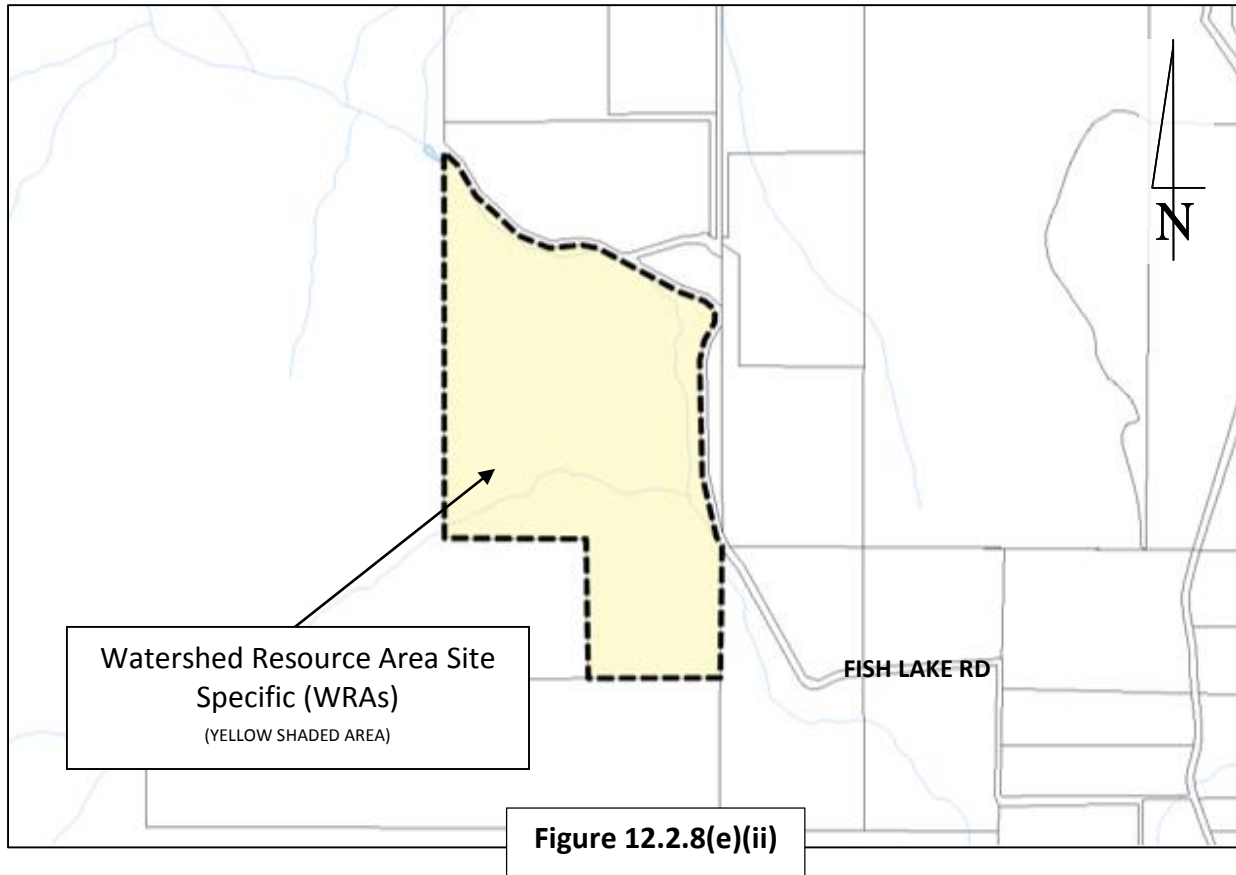 N
Watershed Resource Area Site
Specific (WRAs)
(YELLOW SHADED AREA)
FISH LAKE RD
Figure 12.2.8(e)(ii)